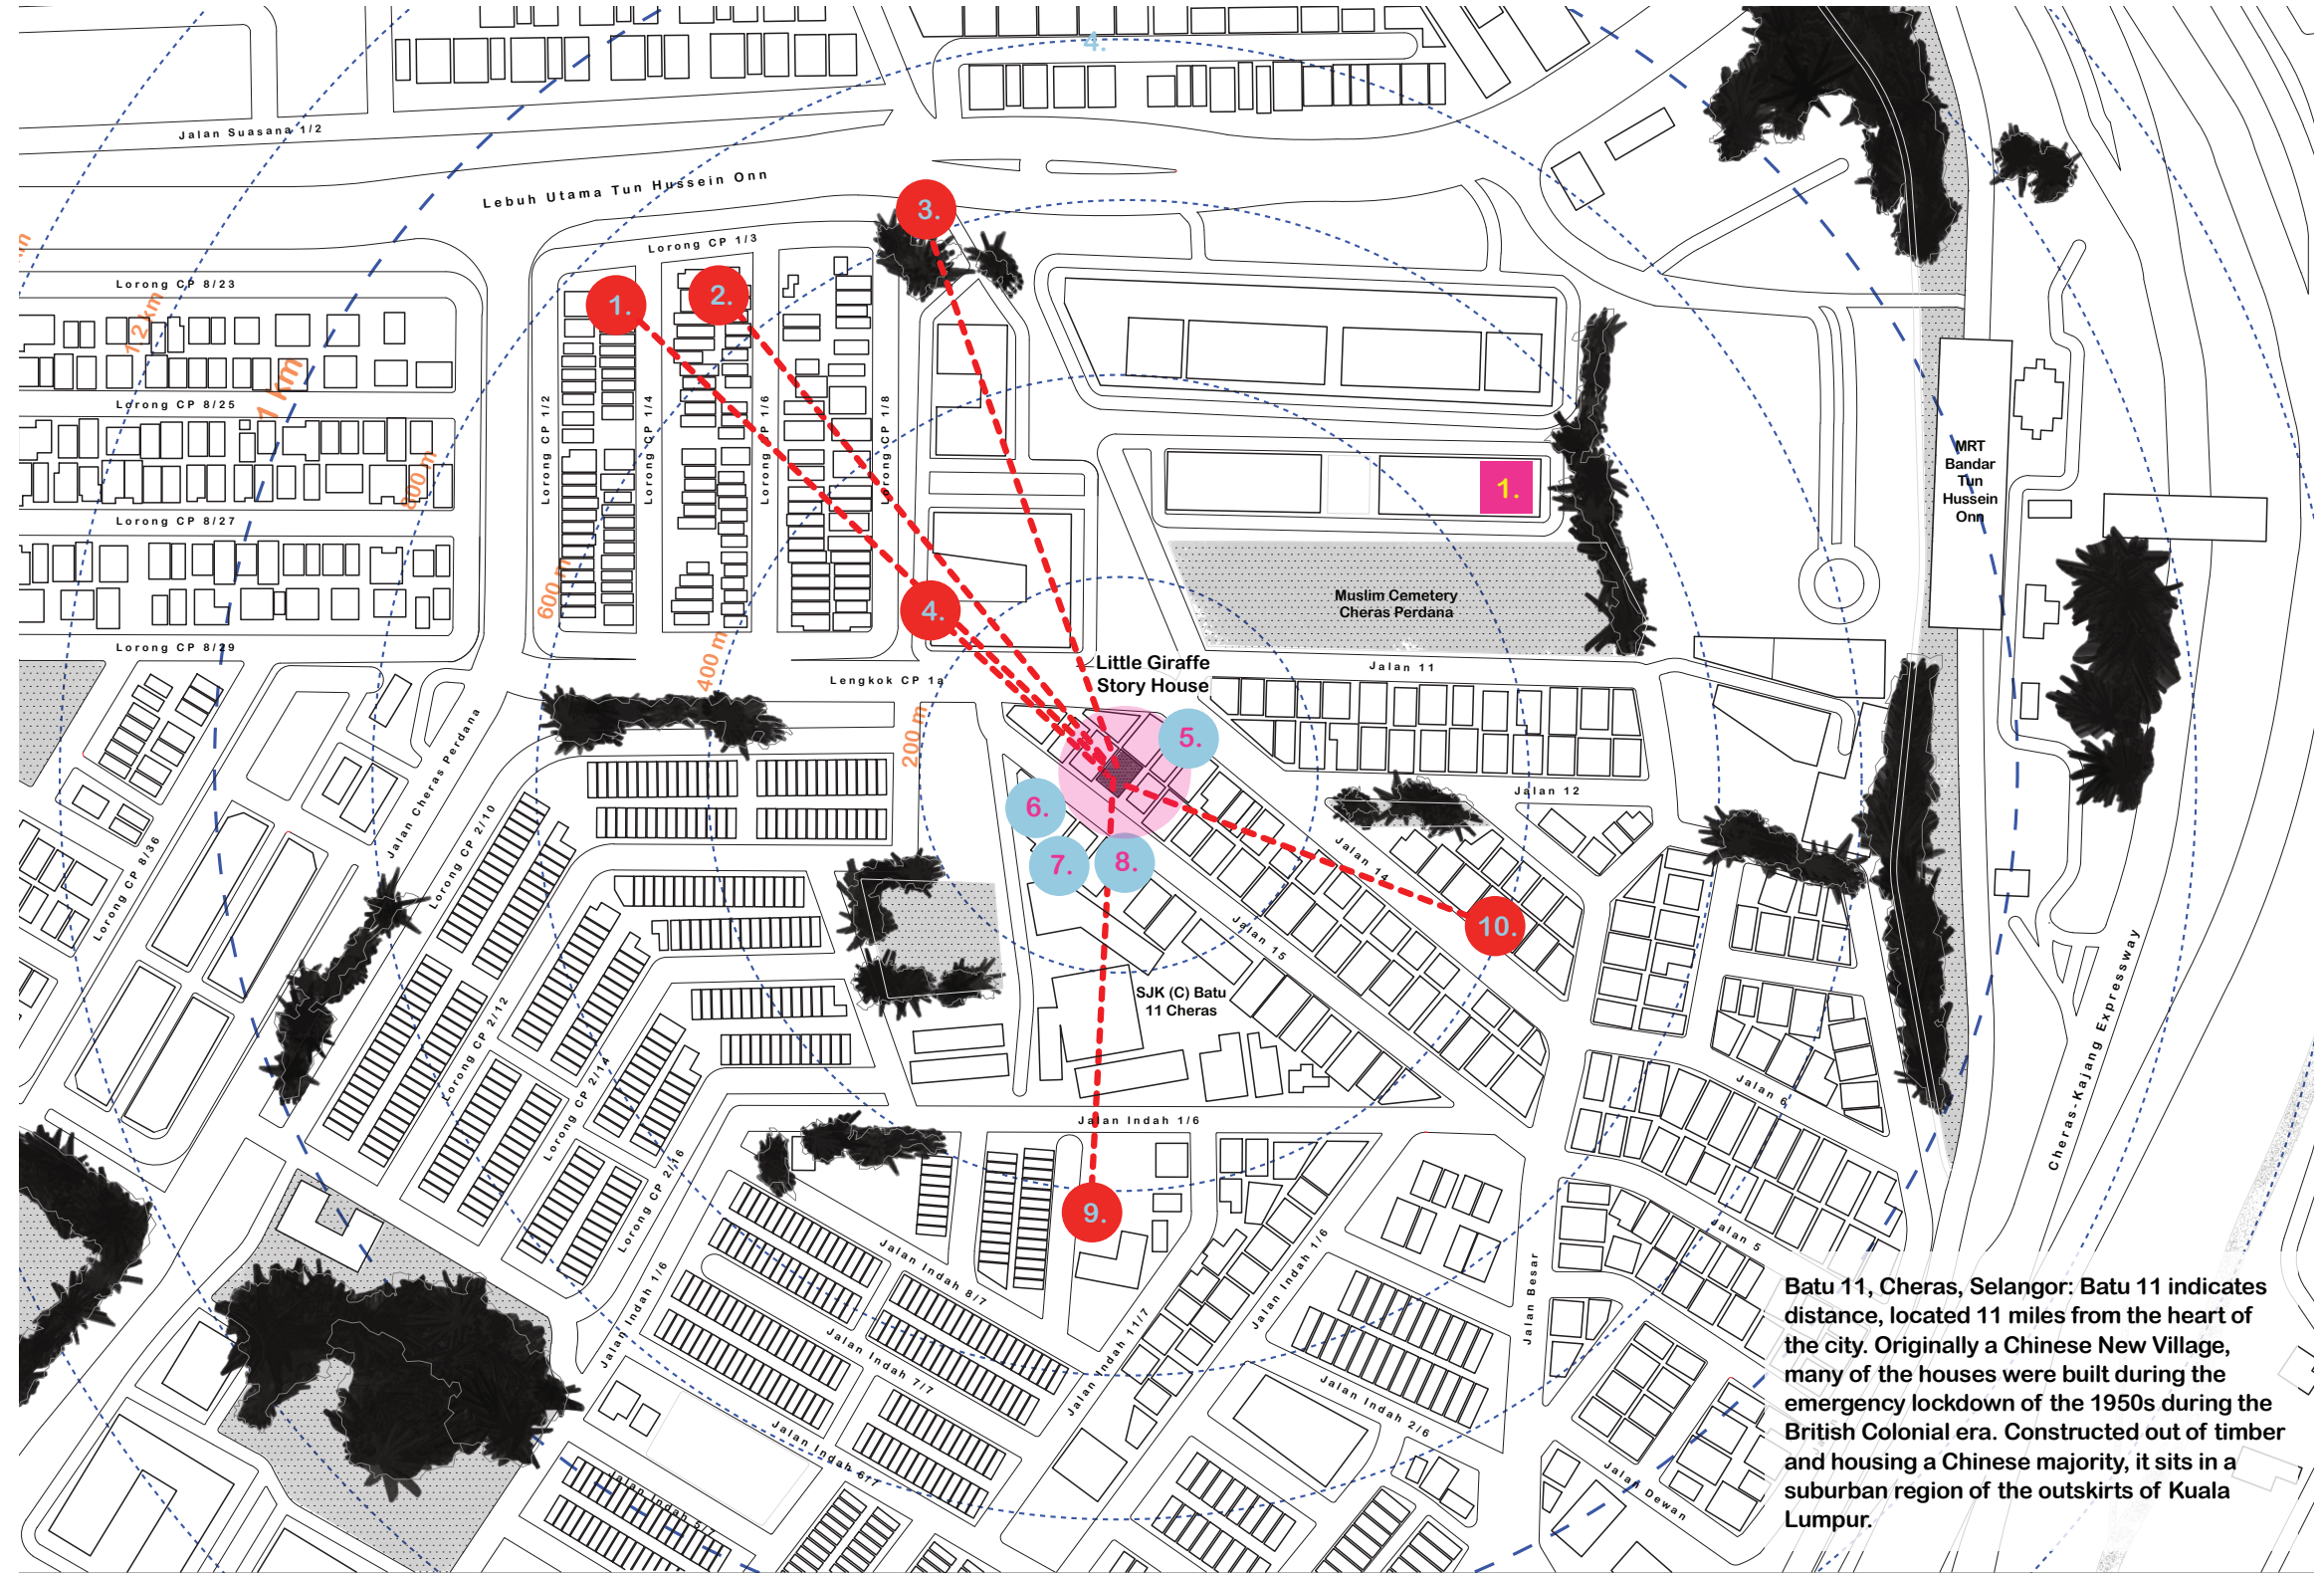 4.
Jalan Suasana 1/2
Lebuh Utama Tun Hussein Onn
3.
Lorong CP 1/3
Lorong CP 8/23
1.
2.
1.2 km
1 km
Lorong CP 8/25
Lorong CP 1/2
Lorong CP 1/4
Lorong CP 1/6
Lorong CP 1/8
800 m
1.
MRT
Bandar
Tun
Hussein
Onn
Lorong CP 8/27
600 m
4.
Muslim Cemetery
Cheras Perdana
Lorong CP 8/29
400 m
Lengkok CP 1a
Little Giraffe
Story House
Jalan 11
200 m
5.
Jalan Cheras Perdana
Jalan 12
6.
7.
8.
Jalan 14
Lorong CP 8/36
Lorong CP 2/10
10.
Jalan 15
SJK (C) Batu
11 Cheras
Lorong CP 2/12
Lorong CP 2/14
Cheras-Kajang Expressway
Jalan 6
Jalan Indah 1/6
Lorong CP 2/16
9.
Jalan 5
Jalan Indah 8/7
Jalan Indah 1/6
Jalan Indah 1/6
Jalan Besar
Jalan Indah 7/7
Jalan Indah 11/7
Jalan Indah 2/6
Jalan Indah 6/7
Jalan Indah 5/7
Jalan Dewan
Batu 11, Cheras, Selangor: Batu 11 indicates
distance, located 11 miles from the heart of
the city. Originally a Chinese New Village,
many of the houses were built during the
emergency lockdown of the 1950s during the
British Colonial era. Constructed out of timber
and housing a Chinese majority, it sits in a
suburban region of the outskirts of Kuala
Lumpur.